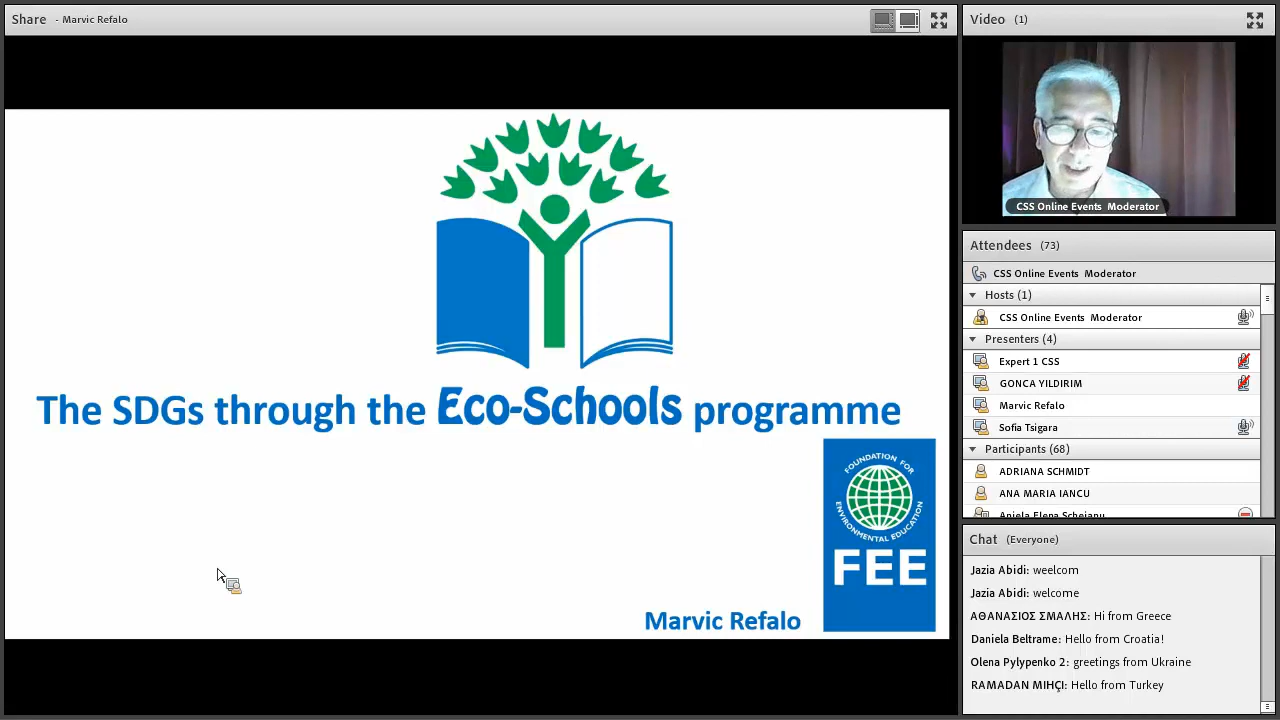 Share - Marvic Refalo
FOUNDATION FOR
ENVIRONMENTAL EDUCATION
The SDGs through the Eco-Schools programme
FEE
Marvic Refalo
Video (1)
CSS Online Events Moderator
Attendees (73)
CSS Online Events Moderator
Hosts (1)
CSS Online Events Moderator
Presenters (4)
Expert 1 CSS
GONCA YILDIRIM
Marvic Refalo
Sofia Tsigara
Participants (68)
ADRIANA SCHMIDT
ANA MARIA IANCU
Chat (Everyone)
Jazia Abidi: weelcom
Jazia Abidi: welcome
ΑΘΑΝΑΣΙΟΣ ΣΜΑΛΗΣ: Hi from Greece
Daniela Beltrame: Hello from Croatia!
Olena Pylypenko 2: greetings from Ukraine
RAMADAN MIHÇI: Hello from Turkey